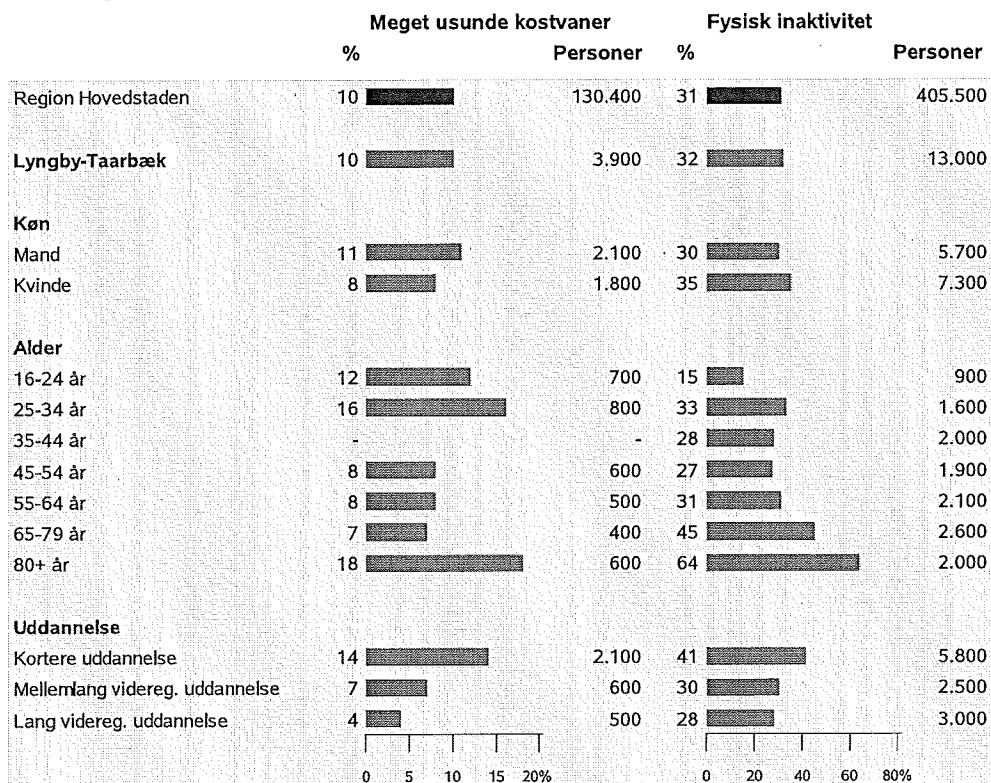 Meget usunde kostvaner Fysisk inaktivitet
% Personer % Personer
Region Hovedstaden 10 130.400 31 405.500
Lyngby-Taarbæk 10 3.900 32 13.000
Køn
Mand 11 2.100 30 5.700
Kvinde 8 1.800 35 7.300
Alder
16-24 år 12 700 15 900
25-34 år 16 800 33 1.600
35-44 år - - 28 2.000
45-54 år 8 600 27 1.900
55-64 år 8 500 31 2.100
65-79 år 7 400 45 2.600
80+ år 18 600 64 2.000
Uddannelse
Kortere uddannelse 14 2.100 41 5.800
Mellemlang videreg. uddannelse 7 600 30 2.500
Lang videreg. uddannelse 4 500 28 3.000
0 5 10 15 20% 0 20 40 60 80%